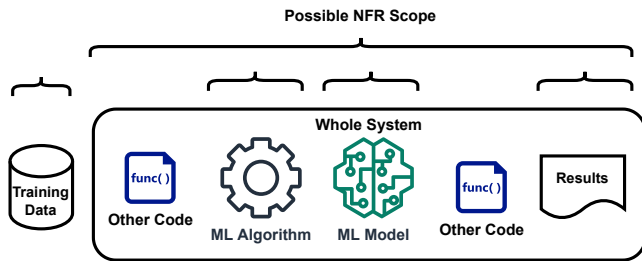 Possible NFR Scope
Whole System
Training
Data
func( )
Other Code
ML Algorithm
ML Model
func( )
Other Code
Results